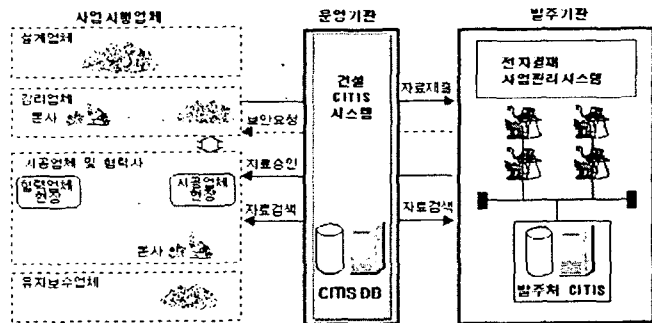 사업시행업체
운영기관
발주기관
설계업체
감리업체
본사
시공업체 및 협력사
협력업체
현장
시공업체
현장
본사
유지보수업체
건설
CITIS
시스템
CITIS DB
자료제출
보완요청
자료승인
자료검색
자료검색
전자결재
사업관리시스템
발주처 CITIS